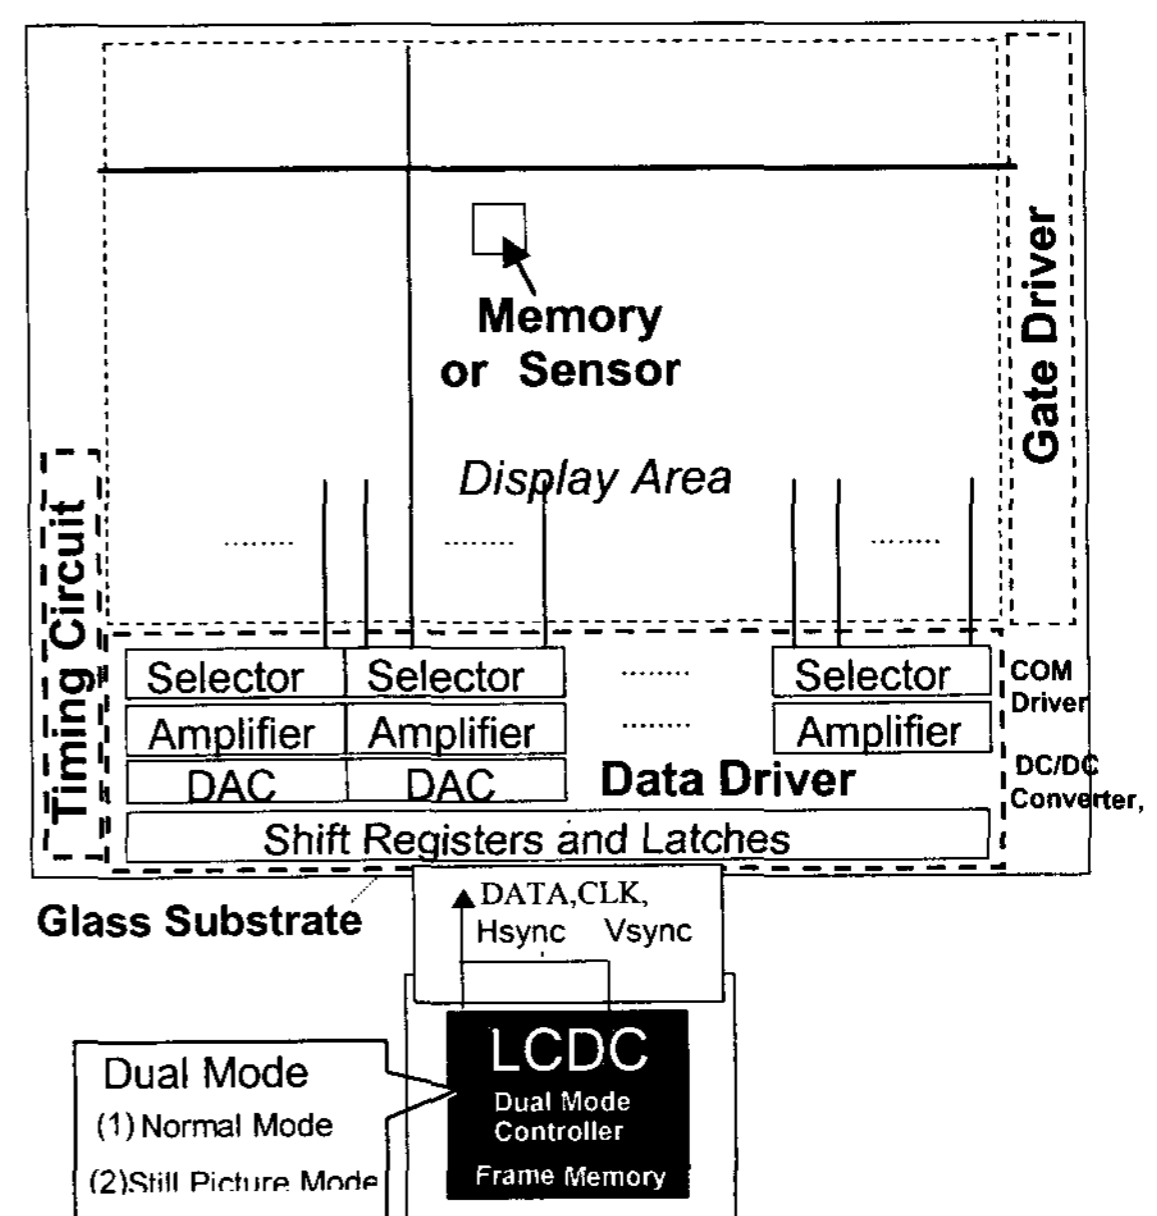 Gate Driver
Memory
or Sensor
Display Area
........ ........ ........
Timing Circuit
Selector Selector ........ Selector
COM
Driver
Amplifier Amplifier ........ Amplifier
DAC DAC Data Driver
DC/DC
Converter,
Shift Registers and Latches
Glass Substrate
DATA,CLK,
Hsync Vsync
LCDC
Dual Mode
Controller
Frame Memory
Dual Mode
(1) Normal Mode
(2)Still Picture Mode